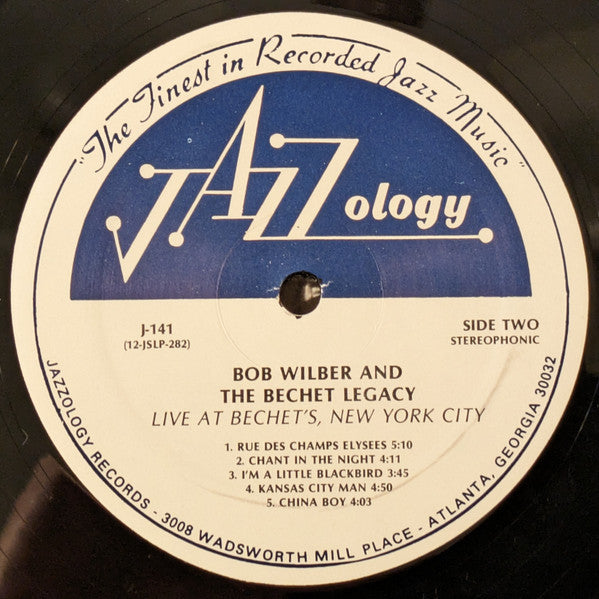 "The Finest in Recorded Jazz Music"
JAZZology
J-141
(12-JSLP-282)
SIDE TWO
STEREOPHONIC
BOB WILBER AND
THE BECHET LEGACY
LIVE AT BECHET'S, NEW YORK CITY
1. RUE DES CHAMPS ELYSEES 5:10
2. CHANT IN THE NIGHT 4:11
3. I'M A LITTLE BLACKBIRD 3:45
4. KANSAS CITY MAN 4:50
5. CHINA BOY 4:03
JAZZOLOGY RECORDS - 3008 WADSWORTH MILL PLACE - ATLANTA, GEORGIA 30032